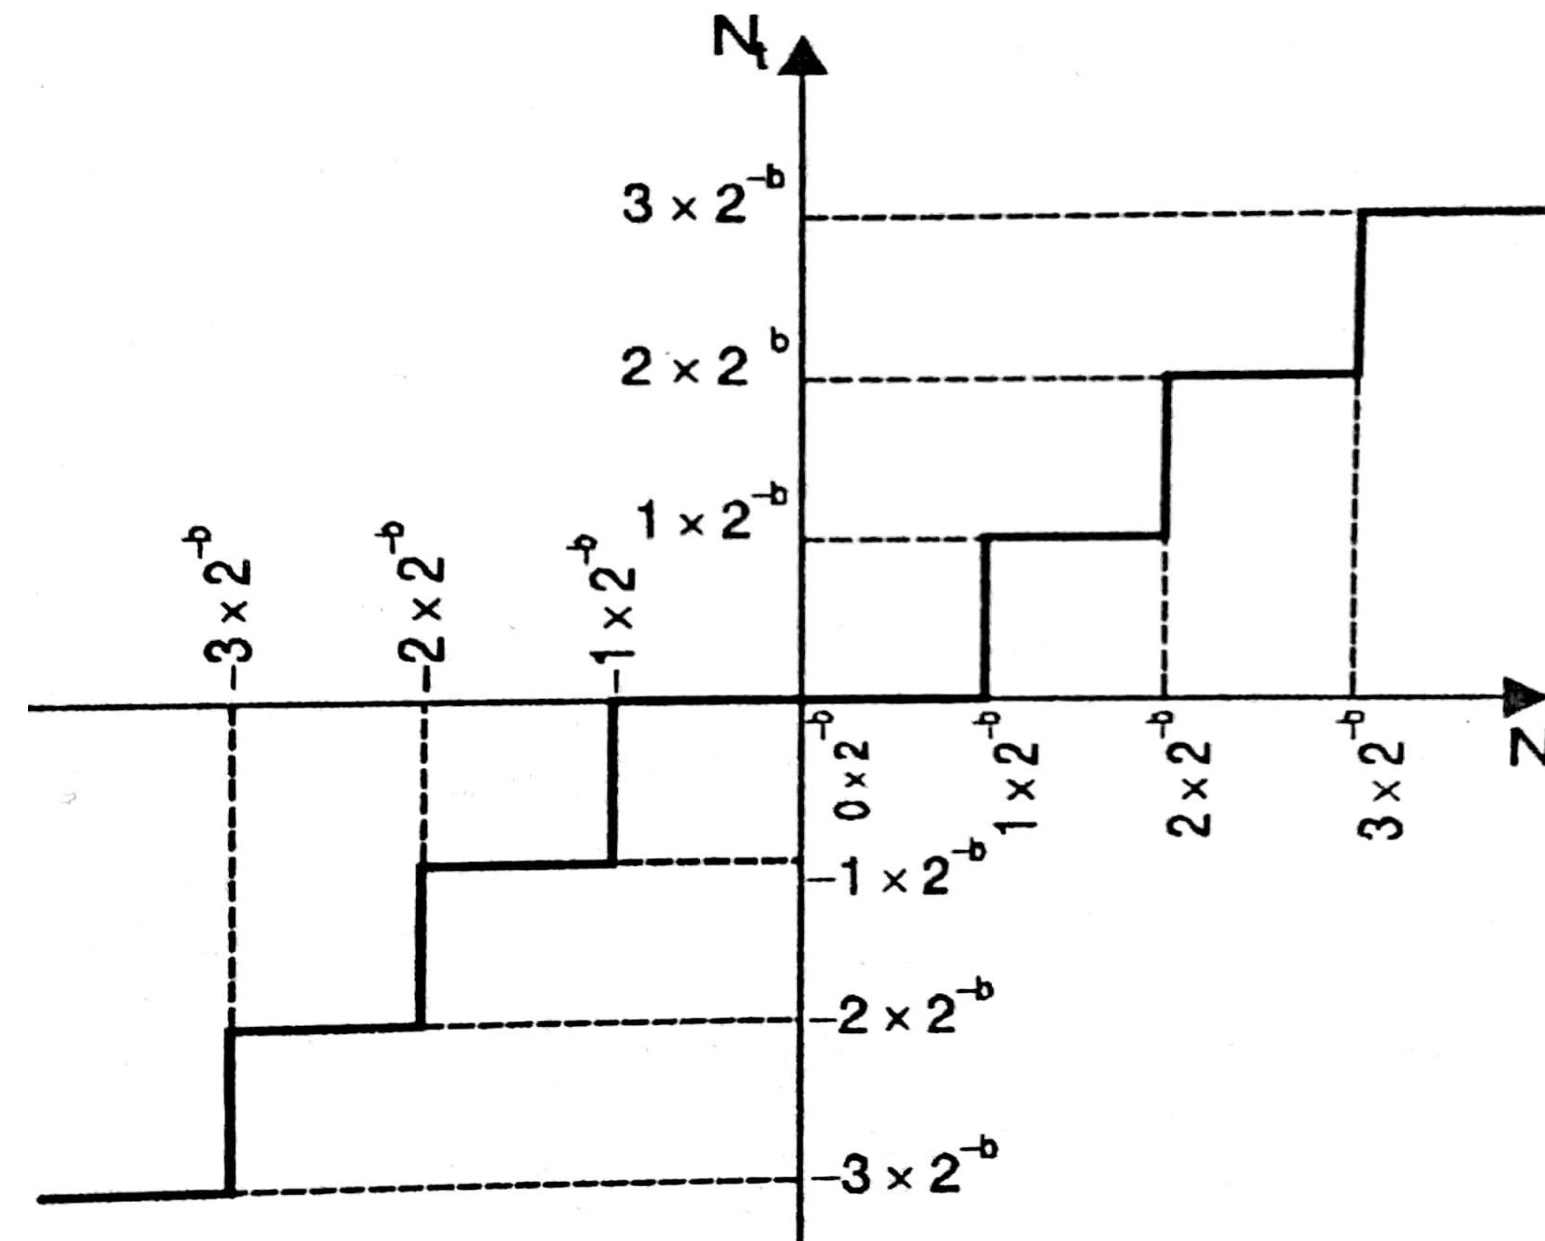 Nt
3 × 2^-b
2 × 2^b
1 × 2^-b
-3 × 2^-b
-2 × 2^-b
-1 × 2^-b
0 × 2^-b
1 × 2^-b
2 × 2^-b
3 × 2^-b
N
-1 × 2^-b
-2 × 2^-b
-3 × 2^-b